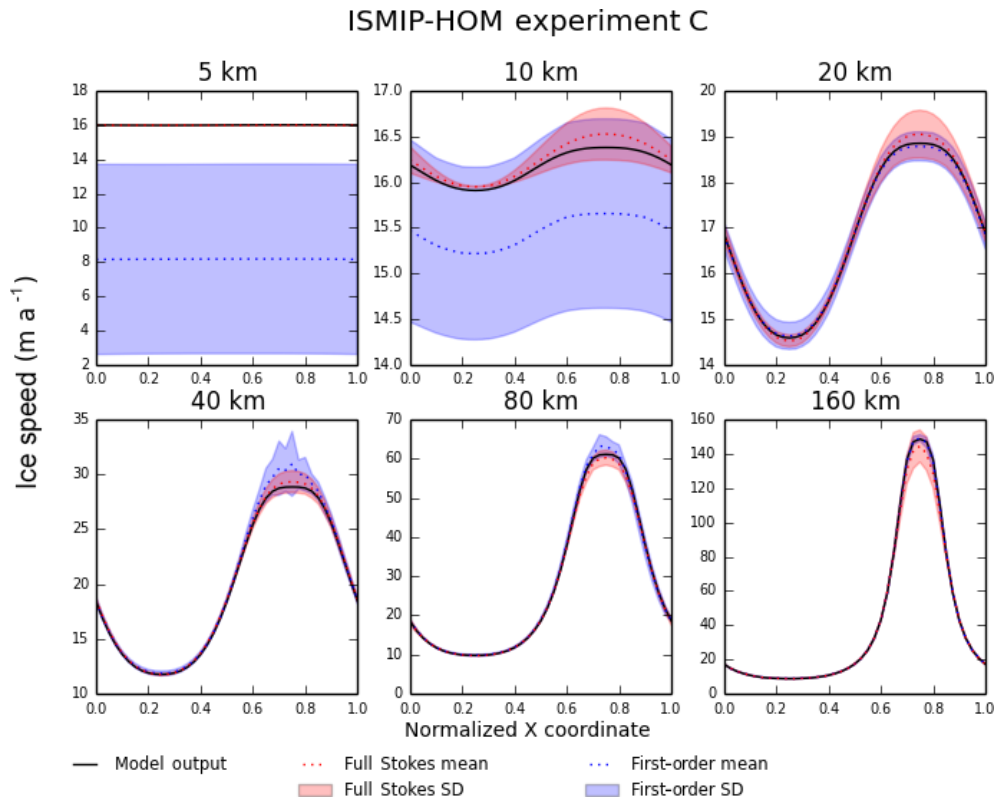 ISMIP-HOM experiment C
5 km
10 km
20 km
18
16
14
12
10
8
6
4
2
0.0 0.2 0.4 0.6 0.8 1.0
17.0
16.5
16.0
15.5
15.0
14.5
14.0
0.0 0.2 0.4 0.6 0.8 1.0
20
19
18
17
16
15
14
0.0 0.2 0.4 0.6 0.8 1.0
Ice speed (m a⁻¹)
40 km
80 km
160 km
35
30
25
20
15
10
0.0 0.2 0.4 0.6 0.8 1.0
70
60
50
40
30
20
10
0
0.0 0.2 0.4 0.6 0.8 1.0
160
140
120
100
80
60
40
20
0
0.0 0.2 0.4 0.6 0.8 1.0
Normalized X coordinate
Model output
Full Stokes mean
First-order mean
Full Stokes SD
First-order SD